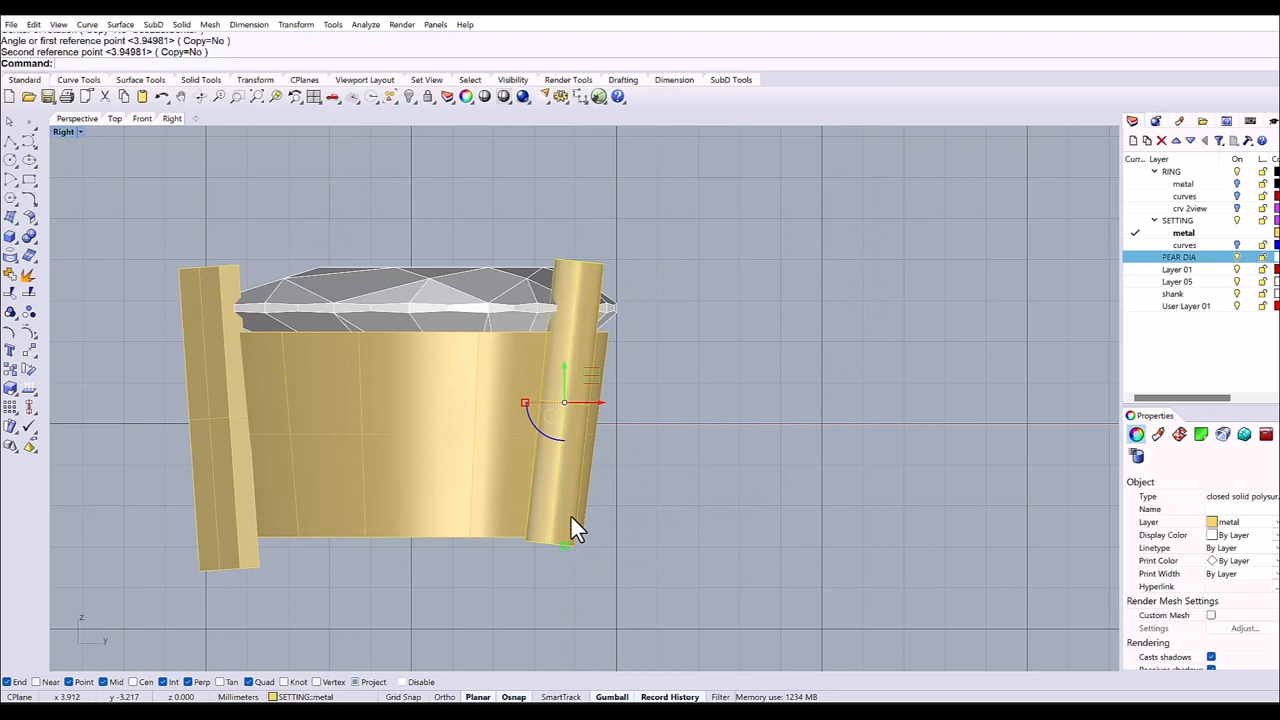 File Edit View Curve Surface SubD Solid Mesh Dimension Transform Tools Analyze Render Panels Help
Angle or first reference point <3.94981> ( Copy=No )
Second reference point <3.94981> ( Copy=No )
Command:
Standard Curve Tools Surface Tools Solid Tools Transform CPlanes Viewport Layout Set View Select Visibility Render Tools Drafting Dimension SubD Tools
Perspective Top Front Right
Right
Curr... Layer On L...
RING
metal
curves
crv 2view
SETTING
metal
curves
PEAR DIA
Layer 01
Layer 05
shank
User Layer 01
Properties
Object
Type closed solid polysur
Name
Layer metal
Display Color By Layer
Linetype By Layer
Print Color By Layer
Print Width By Layer
Hyperlink
Render Mesh Settings
Custom Mesh
Settings Adjust...
Rendering
Casts shadows
z
y
End Near Point Mid Cen Int Perp Tan Quad Knot Vertex Project Disable
CPlane x 3.912 y -3.217 z 0.000 Millimeters SETTING::metal Grid Snap Ortho Planar Osnap SmartTrack Gumball Record History Filter Memory use: 1234 MB